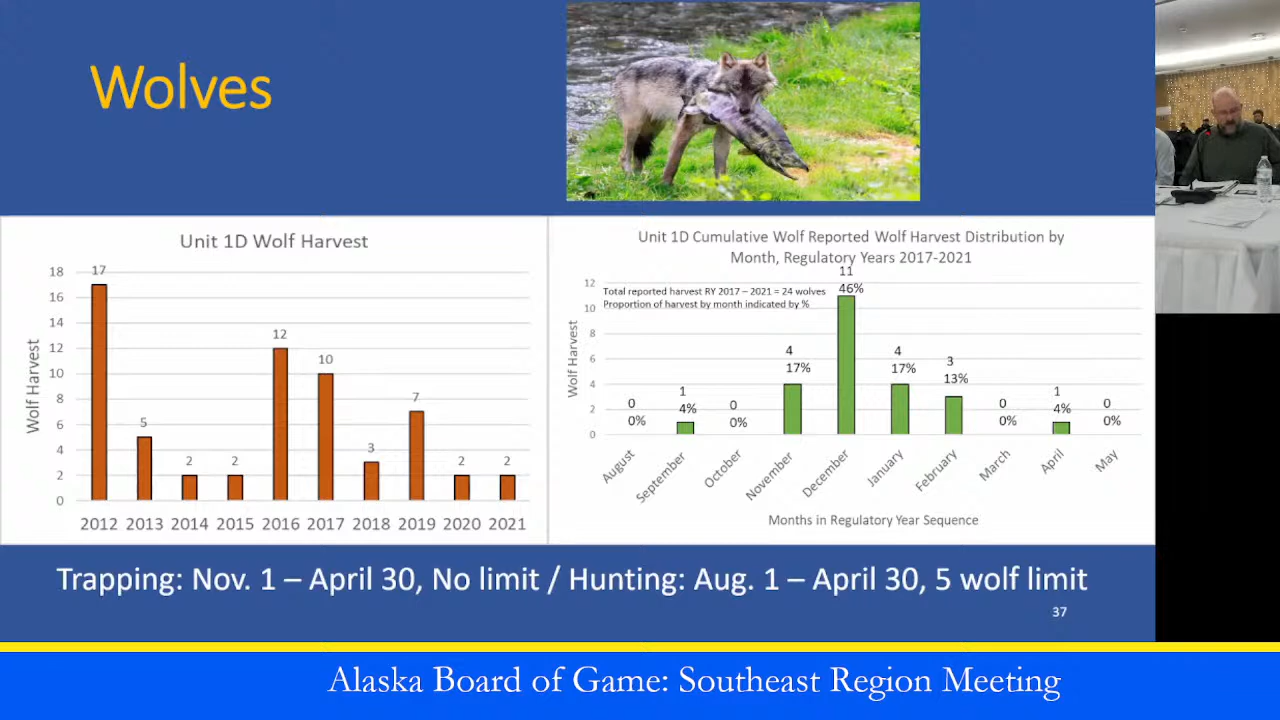 Wolves
Unit 1D Wolf Harvest
18
16
14
12
10
8
6
4
2
0
Wolf Harvest
17
5
2
2
12
10
3
7
2
2
2012 2013 2014 2015 2016 2017 2018 2019 2020 2021
Unit 1D Cumulative Wolf Reported Wolf Harvest Distribution by
Month, Regulatory Years 2017-2021
Total reported harvest RY 2017 – 2021 = 24 wolves
Proportion of harvest by month indicated by %
12
10
8
6
4
2
0
Wolf Harvest
0
0%
1
4%
0
0%
4
17%
11
46%
4
17%
3
13%
0
0%
1
4%
0
0%
August
September
October
November
December
January
February
March
April
May
Months in Regulatory Year Sequence
Trapping: Nov. 1 – April 30, No limit / Hunting: Aug. 1 – April 30, 5 wolf limit
37
Alaska Board of Game: Southeast Region Meeting